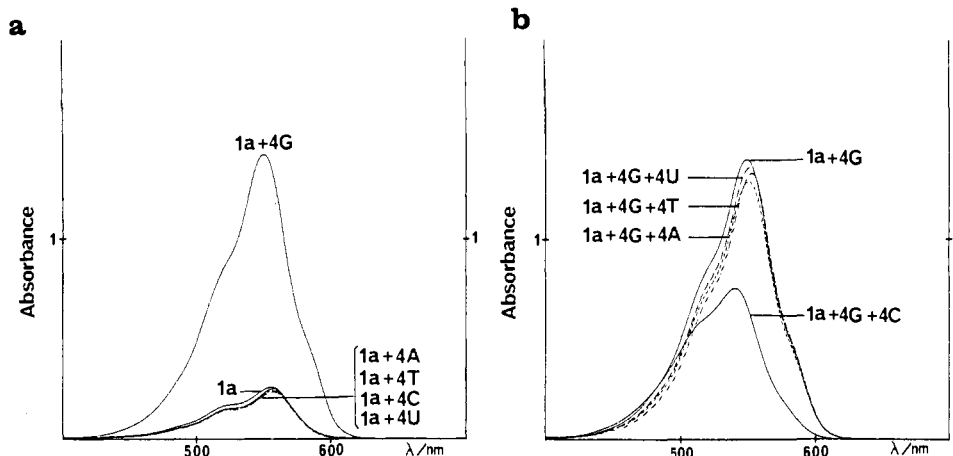 a
1a+4G
Absorbance
1
1
1a
1a+4A
1a+4T
1a+4C
1a+4U
500
600
λ/nm
b
1a+4G
1a+4G+4U
1a+4G+4T
1a+4G+4A
1a+4G+4C
Absorbance
1
1
500
600
λ/nm